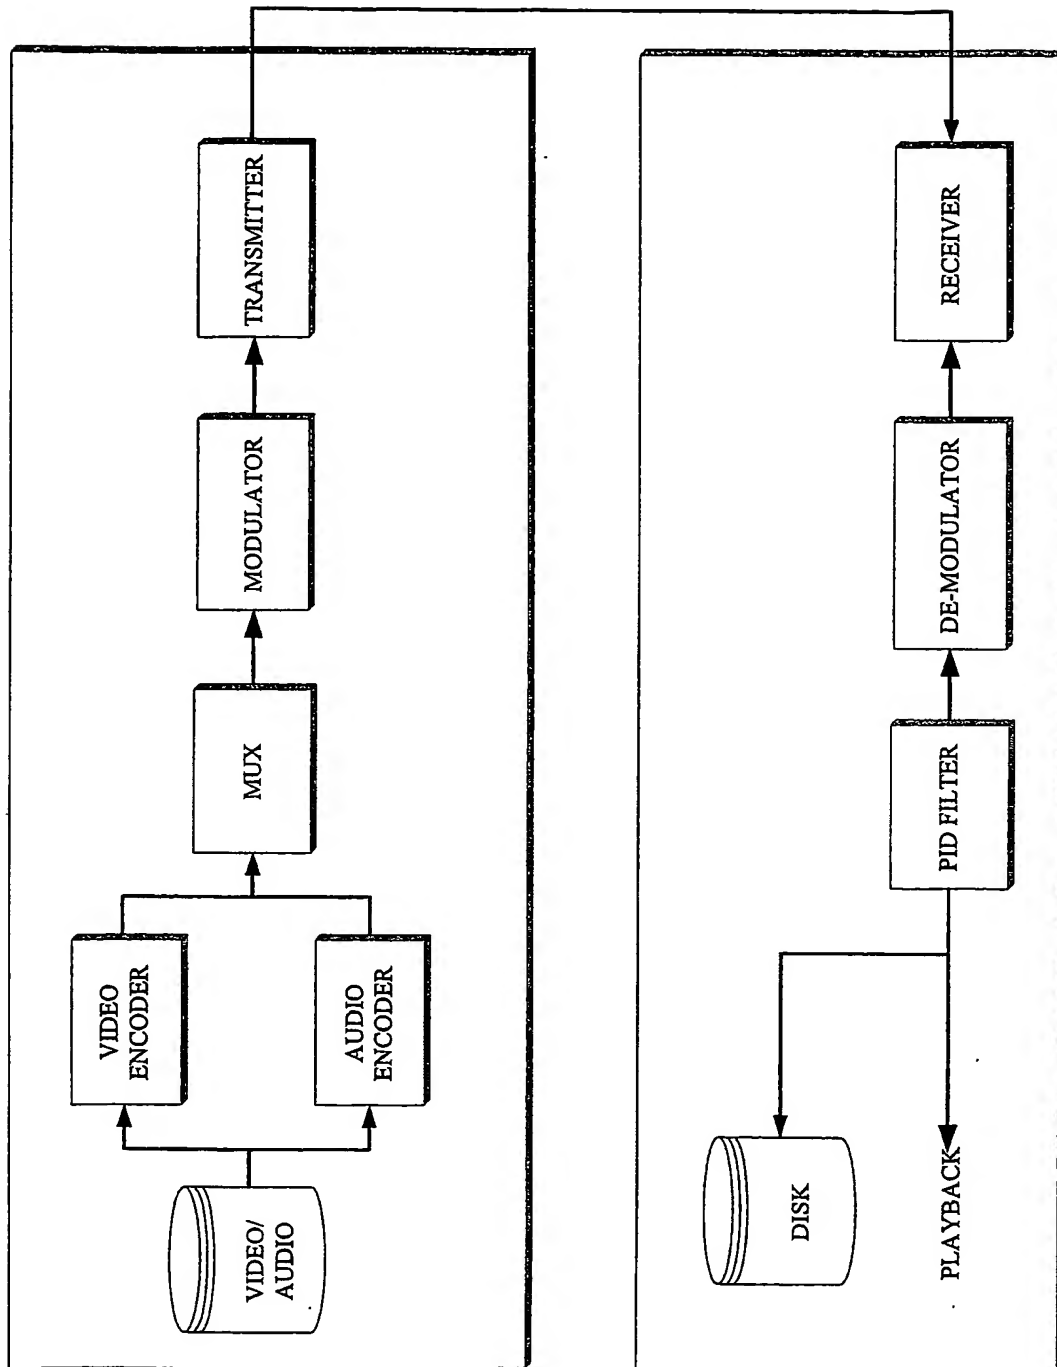 VIDEO/
AUDIO
VIDEO
ENCODER
AUDIO
ENCODER
MUX
MODULATOR
TRANSMITTER
DISK
PLAYBACK
PID FILTER
DE-MODULATOR
RECEIVER